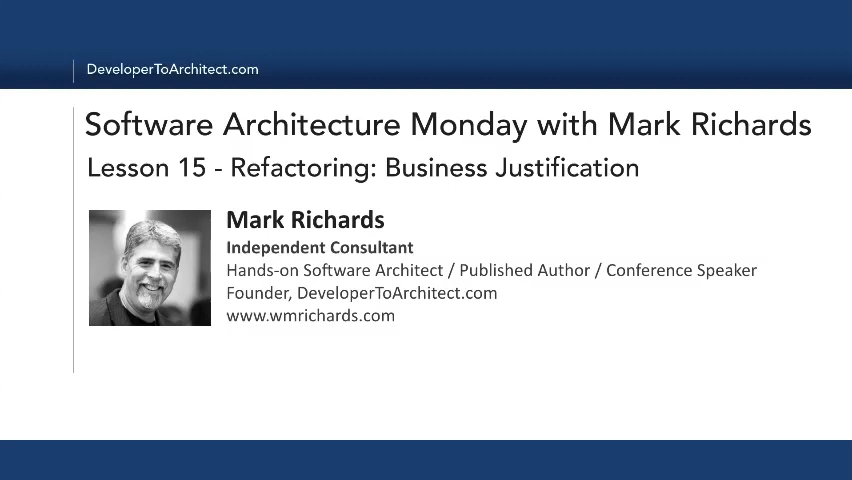 DeveloperToArchitect.com
Software Architecture Monday with Mark Richards
Lesson 15 - Refactoring: Business Justification
Mark Richards
Independent Consultant
Hands-on Software Architect / Published Author / Conference Speaker
Founder, DeveloperToArchitect.com
www.wmrichards.com